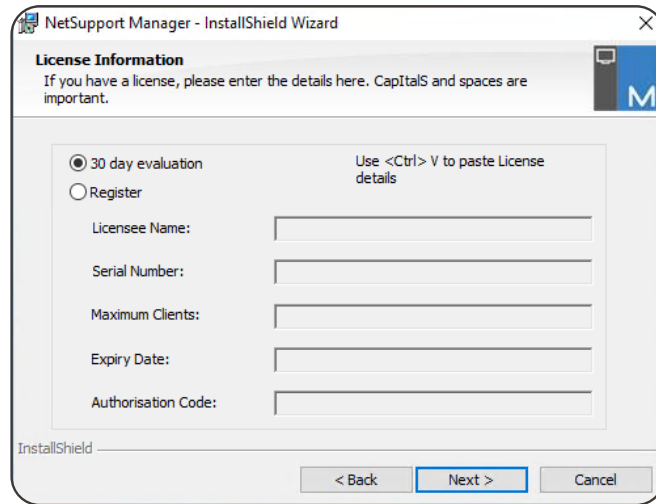 NetSupport Manager - InstallShield Wizard
License Information
If you have a license, please enter the details here. CapItalS and spaces are
important.
M
30 day evaluation
Use <Ctrl> V to paste License
details
Register
Licensee Name:
Serial Number:
Maximum Clients:
Expiry Date:
Authorisation Code:
InstallShield
< Back
Next >
Cancel